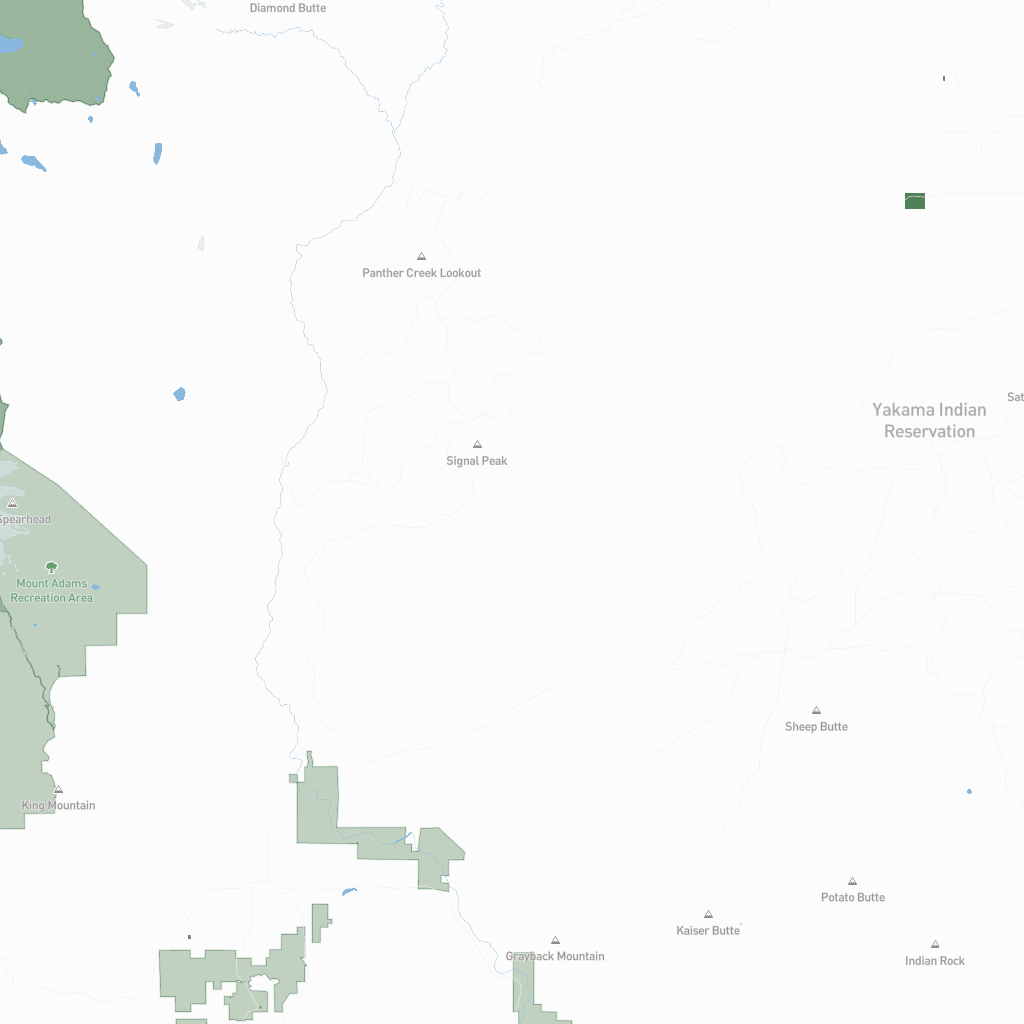 Diamond Butte
Panther Creek Lookout
Yakama Indian
Reservation
Sat
Signal Peak
Spearhead
Mount Adams
Recreation Area
Sheep Butte
King Mountain
Potato Butte
Kaiser Butte
Grayback Mountain
Indian Rock